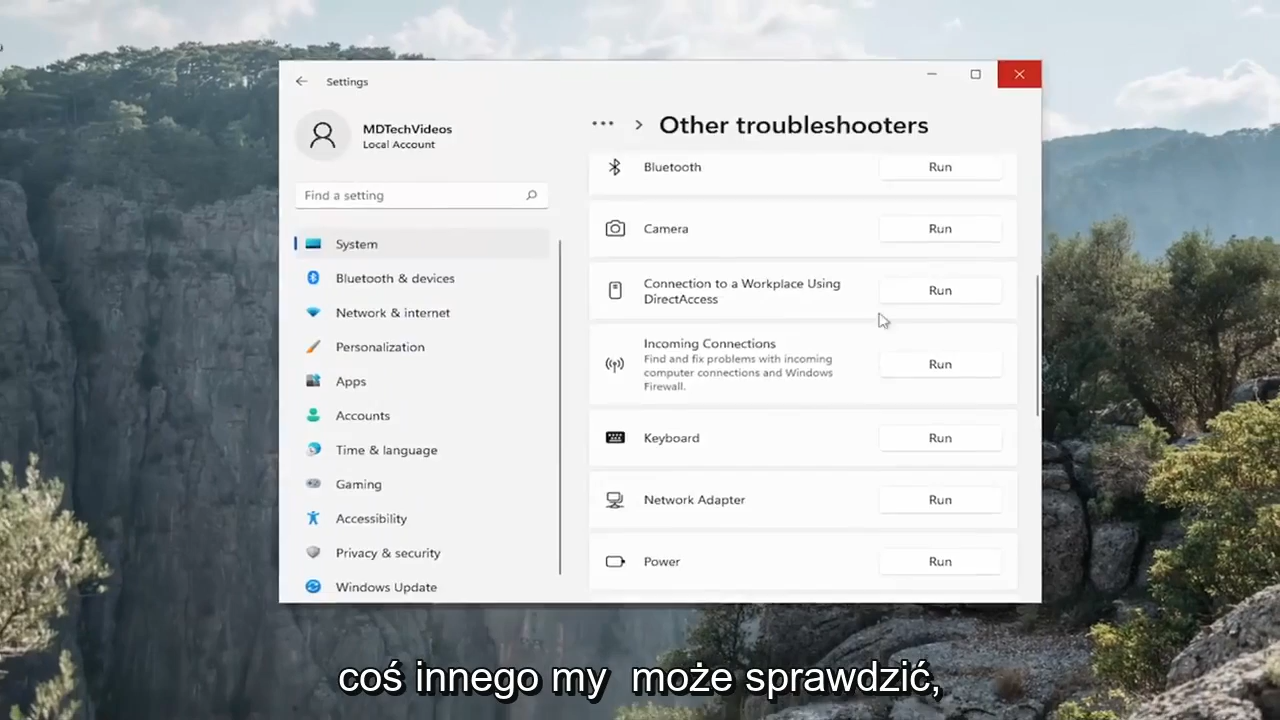 Settings
MDTechVideos
Local Account
Find a setting
System
Bluetooth & devices
Network & internet
Personalization
Apps
Accounts
Time & language
Gaming
Accessibility
Privacy & security
Windows Update
Other troubleshooters
Bluetooth Run
Camera Run
Connection to a Workplace Using
DirectAccess Run
Incoming Connections
Find and fix problems with incoming
computer connections and Windows
Firewall. Run
Keyboard Run
Network Adapter Run
Power Run
coś innego my może sprawdzić,